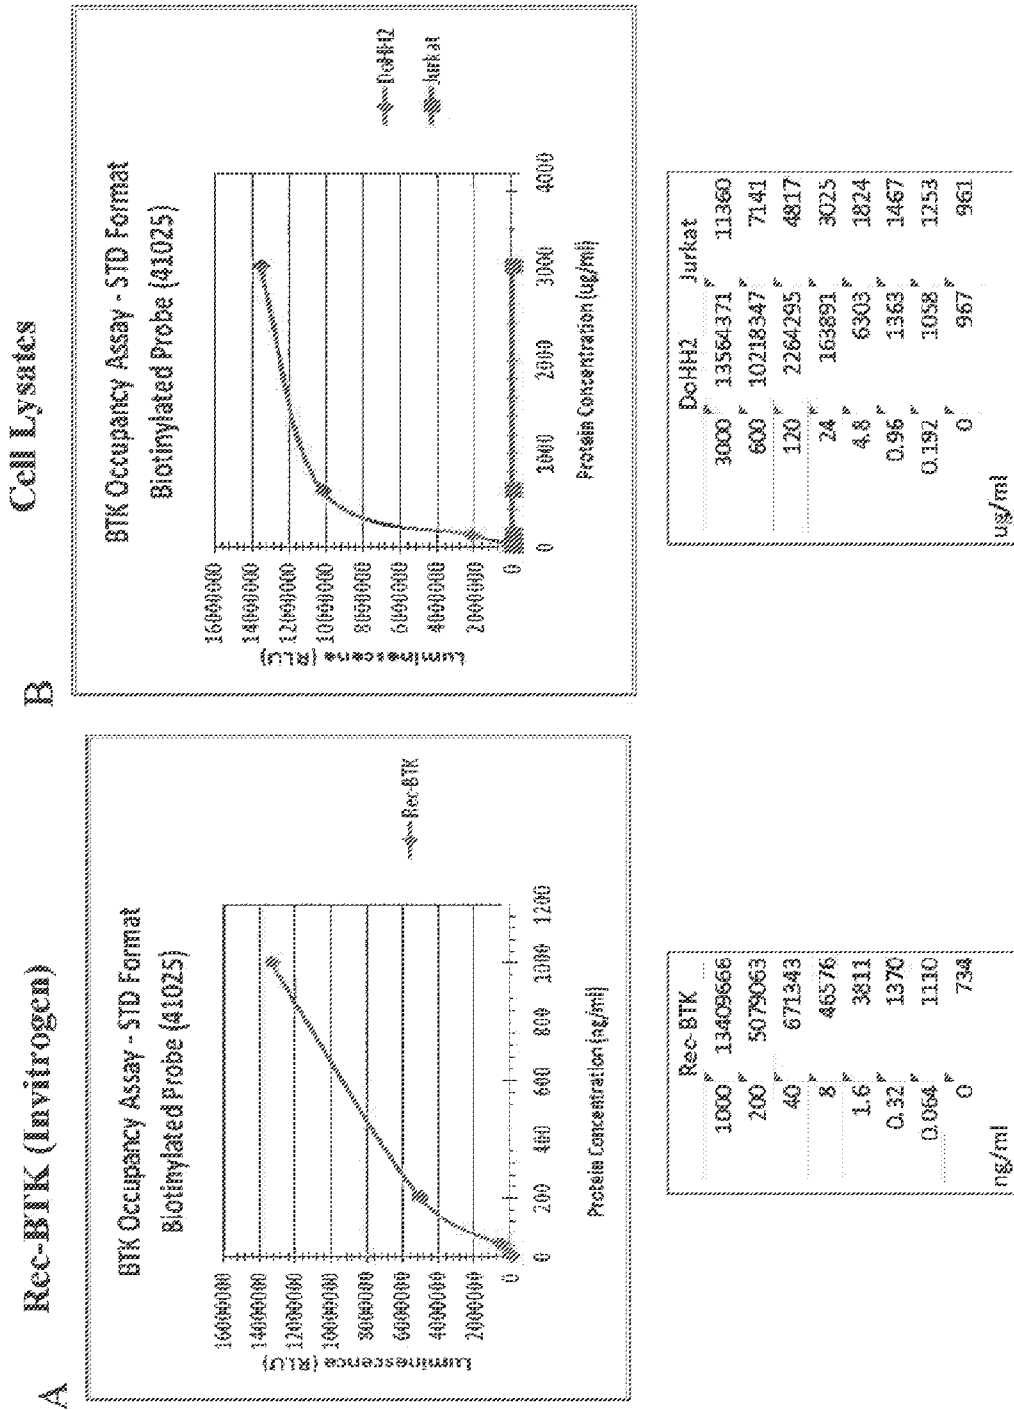 A
Rec-BTK (Invitrogen)
BTK Occupancy Assay - STD Format
Biotinylated Probe (41025)
Luminescence (RLU)
16000000
14000000
12000000
10000000
8000000
6000000
4000000
2000000
0
0 200 400 600 800 1000 1200
Protein Concentration (ng/ml)
Rec-BTK
Rec-BTK
1000 13409666
200 5079063
40 671343
8 46576
1.6 3811
0.32 1370
0.064 1110
0 734
ng/ml
B
Cell Lysates
BTK Occupancy Assay - STD Format
Biotinylated Probe (41025)
Luminescence (RLU)
16000000
14000000
12000000
10000000
8000000
6000000
4000000
2000000
0
0 1000 2000 3000 4000
Protein Concentration (ug/ml)
DoHH2
Jurkat
DoHH2 Jurkat
3000 13564371 11360
600 10218347 7141
120 2264295 4817
24 163891 3025
4.8 6303 1824
0.96 1363 1467
0.192 1058 1253
0 967 961
ug/ml